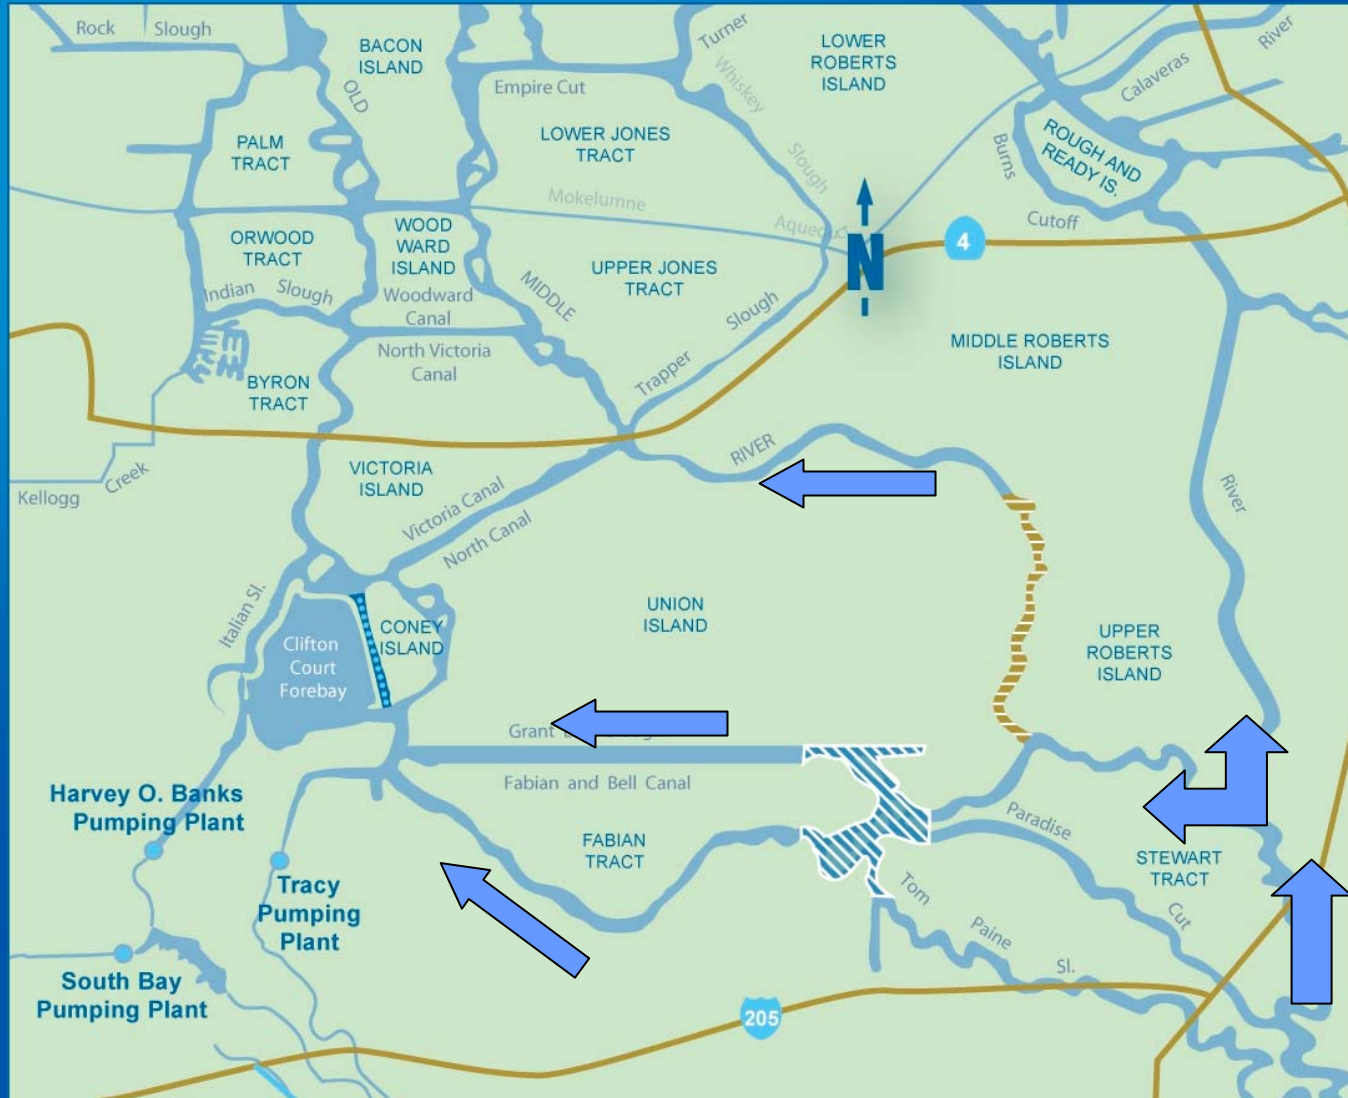 Rock Slough
BACON
ISLAND
OLD
Empire Cut
Turner
Whiskey
Slough
LOWER
ROBERTS
ISLAND
Calaveras
River
PALM
TRACT
LOWER JONES
TRACT
Burns
Cutoff
ROUGH AND
READY IS.
Mokelumne
ORWOOD
TRACT
WOOD
WARD
ISLAND
UPPER JONES
TRACT
N
4
Indian Slough
Woodward
Canal
MIDDLE
Slough
Trapper
North Victoria
Canal
MIDDLE ROBERTS
ISLAND
BYRON
TRACT
RIVER
Kellogg Creek
VICTORIA
ISLAND
Victoria Canal
North Canal
River
Italian Sl.
Clifton
Court
Forebay
CONEY
ISLAND
UNION
ISLAND
UPPER
ROBERTS
ISLAND
Grant
Fabian and Bell Canal
Harvey O. Banks
Pumping Plant
FABIAN
TRACT
Paradise
Cut
STEWART
TRACT
Tracy
Pumping
Plant
Tom
Paine
Sl.
South Bay
Pumping Plant
205